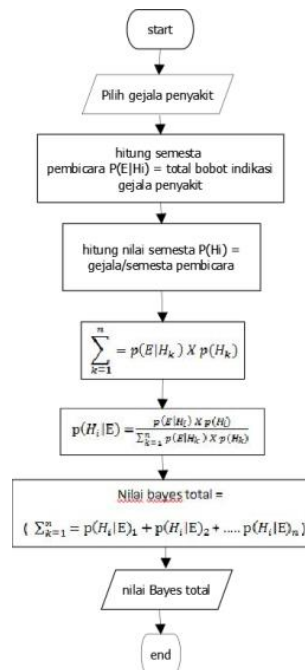 start
Pilih gejala penyakit
hitung semesta
pembicara P(E|Hi) = total bobot indikasi
gejala penyakit
hitung nilai semesta P(Hi) =
gejala/semesta pembicara
∑_{k=1}^{n} = p(E|H_k) X p(H_k)
p(H_i|E) = \frac{p(E|H_i) X p(H_i)}{∑_{k=1}^{n} p(E|H_k) X p(H_k)}
Nilai bayes total =
( ∑_{k=1}^{n} = p(H_i|E)_1 + p(H_i|E)_2 + ..... p(H_i|E)_n)
nilai Bayes total
end